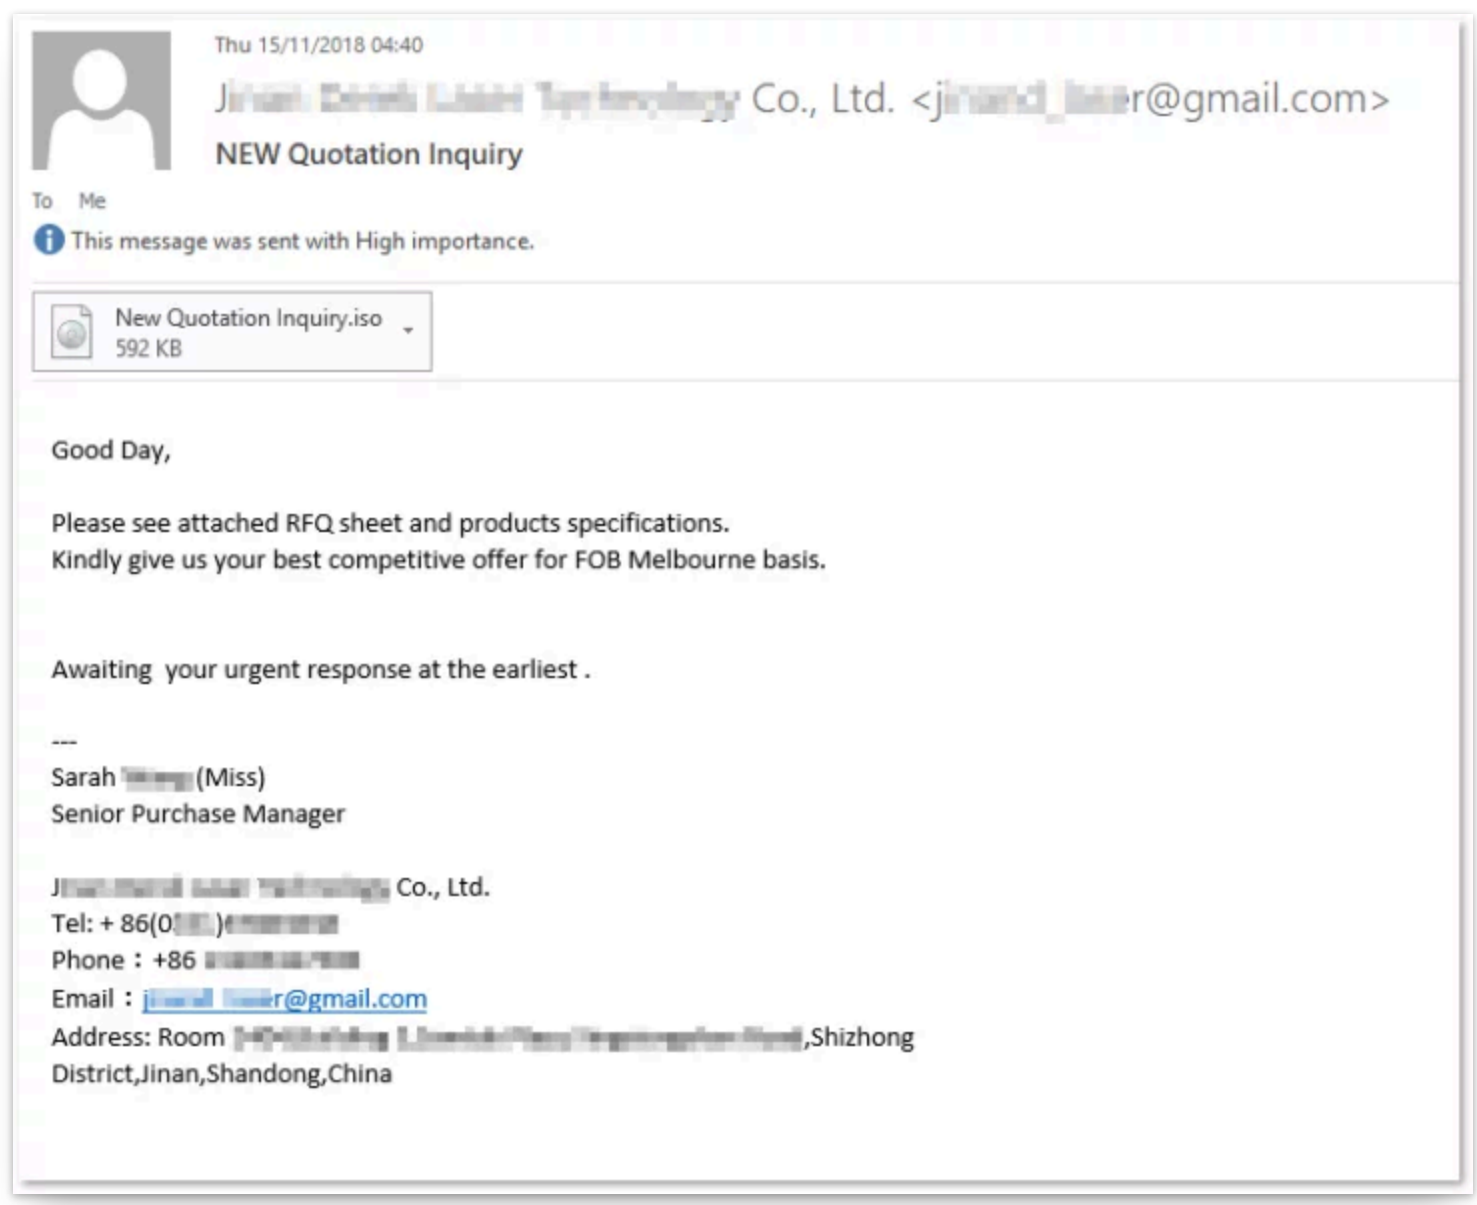 Thu 15/11/2018 04:40
Co., Ltd. <j r@gmail.com>
NEW Quotation Inquiry
To Me
This message was sent with High importance.
New Quotation Inquiry.iso
592 KB
Good Day,
Please see attached RFQ sheet and products specifications.
Kindly give us your best competitive offer for FOB Melbourne basis.
Awaiting  your urgent response at the earliest .
---
Sarah (Miss)
Senior Purchase Manager
Co., Ltd.
Tel: + 86(0 )
Phone：+86
Email： r@gmail.com
Address: Room ,Shizhong
District,Jinan,Shandong,China